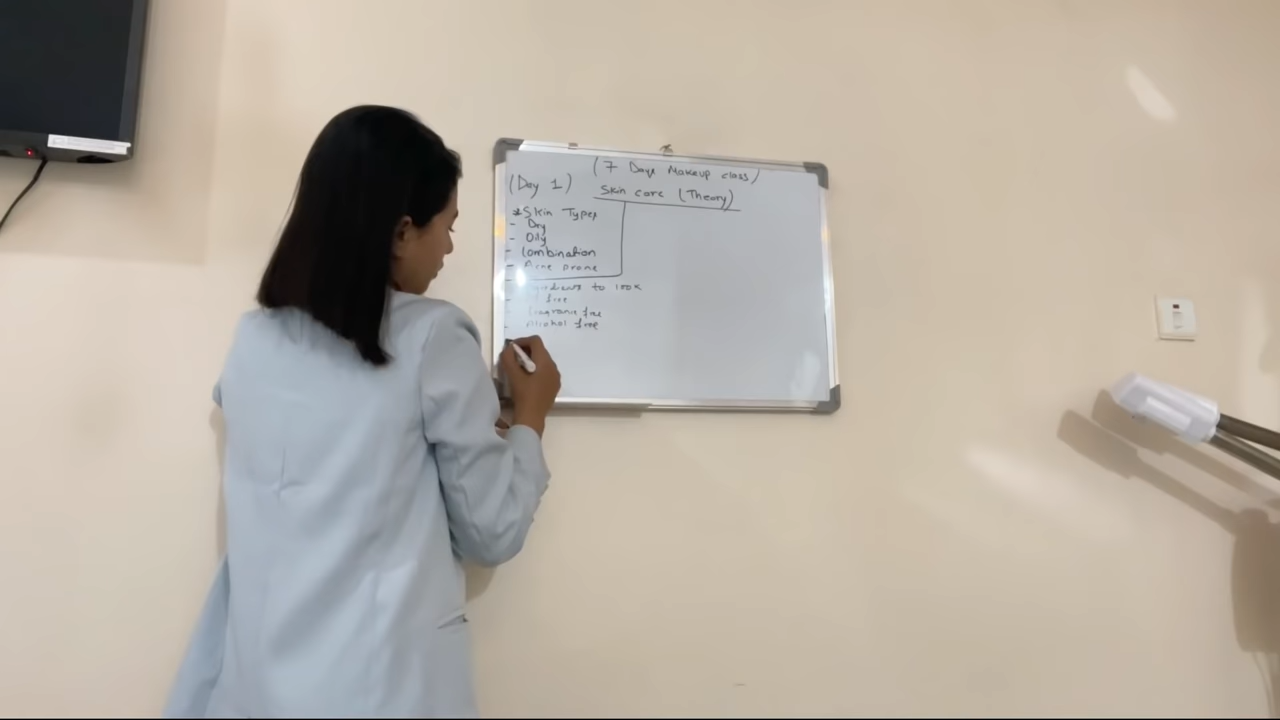 (7 Days Makeup class)
(Day 1)
Skin care (Theory)
*Skin Types
- Dry
- Oily
- Combination
- Acne prone
to look
free
- fragrance free
- Alcohol free